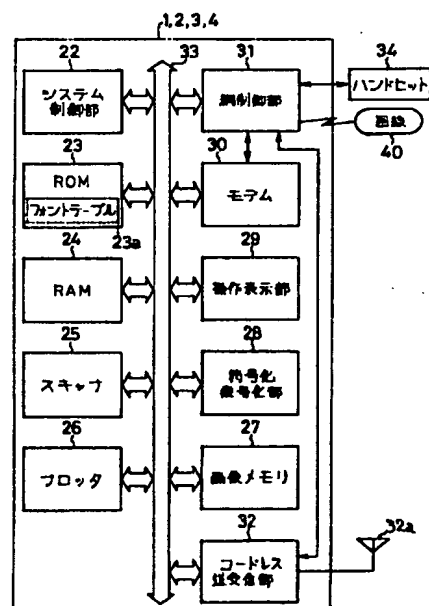 1,2,3,4
22
システム
制御部
23
ROM
フォントテーブル
23a
24
RAM
25
スキャナ
26
プロッタ
33
31
網制御部
34
ハンドセット
回線
40
30
モデム
29
操作表示部
28
符号化
復号化部
27
画像メモリ
32
コードレス
送受信部
32a